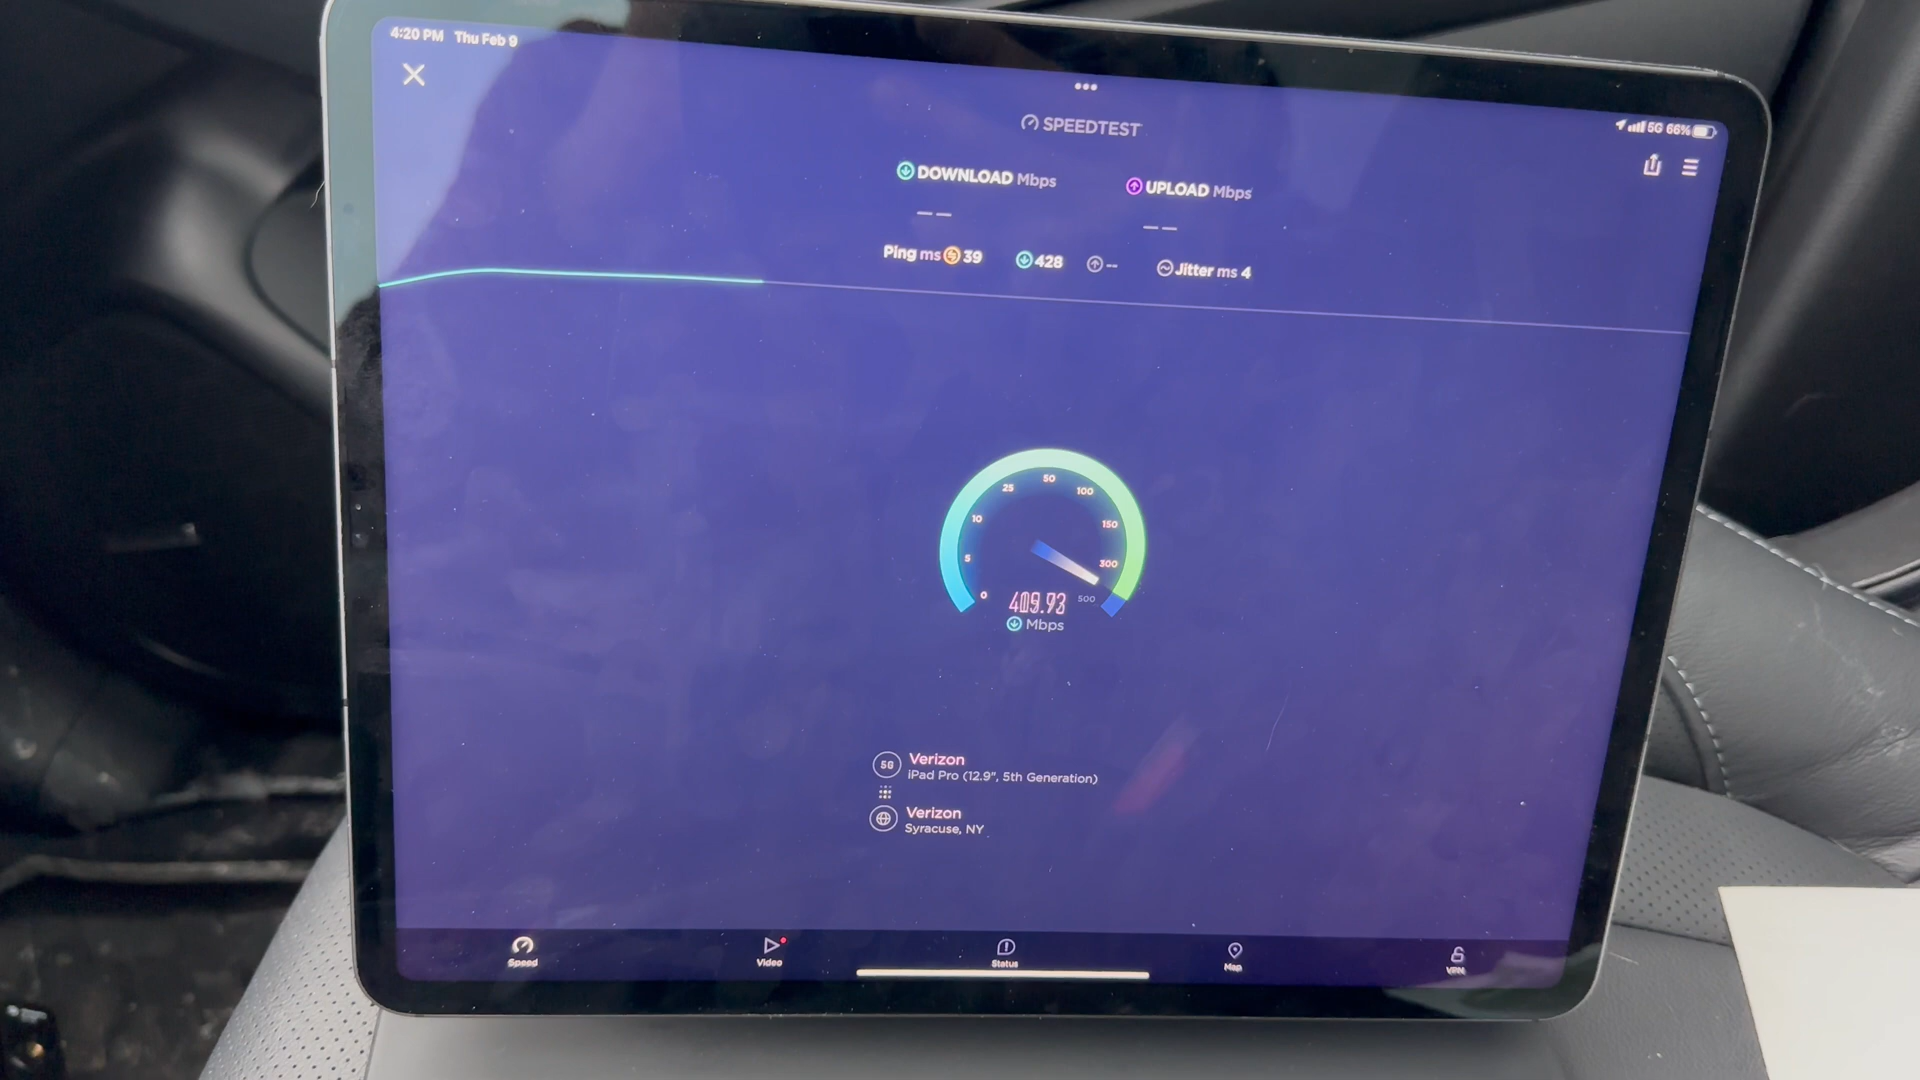 4:20 PM Thu Feb 9
5G 66%
SPEEDTEST
DOWNLOAD Mbps
UPLOAD Mbps
— —
— —
Ping ms 39 428 -- Jitter ms 4
0
5
10
25
50
100
150
300
500
Mbps
5G Verizon
iPad Pro (12.9", 5th Generation)
Verizon
Syracuse, NY
Speed
Video
Status
Map
VPN